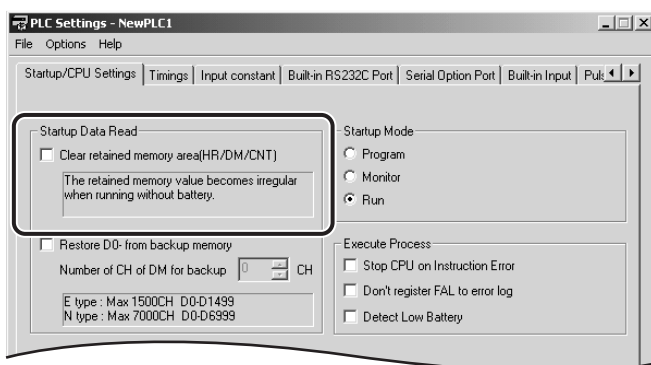 PLC Settings - NewPLC1
File Options Help
Startup/CPU Settings Timings Input constant Built-in RS232C Port Serial Option Port Built-in Input Puls
Startup Data Read
Clear retained memory area(HR/DM/CNT)
The retained memory value becomes irregular
when running without battery.
Restore D0- from backup memory
Number of CH of DM for backup 0 CH
E type : Max 1500CH D0-D1499
N type : Max 7000CH D0-D6999
Startup Mode
Program
Monitor
Run
Execute Process
Stop CPU on Instruction Error
Don't register FAL to error log
Detect Low Battery